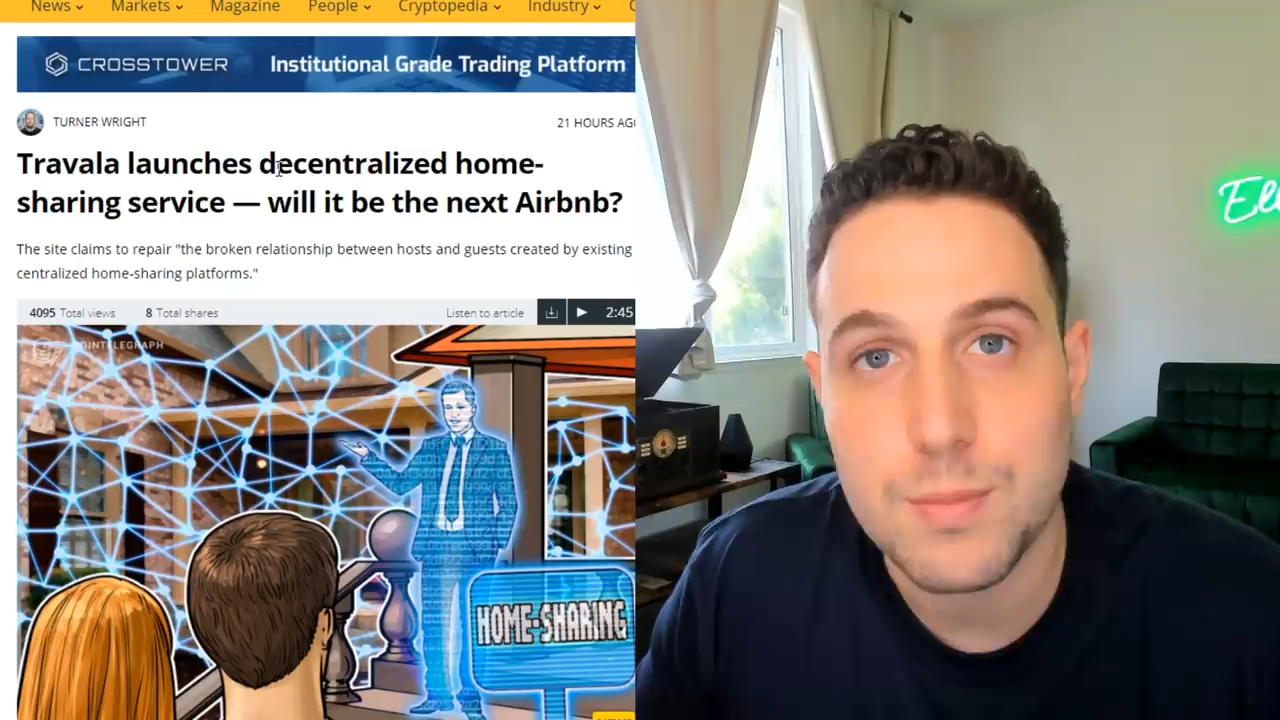 News Markets Magazine People Cryptopedia Industry
CROSSTOWER Institutional Grade Trading Platform
TURNER WRIGHT 21 HOURS AGO
Travala launches decentralized home-
sharing service — will it be the next Airbnb?
The site claims to repair "the broken relationship between hosts and guests created by existing
centralized home-sharing platforms."
4095 Total views 8 Total shares Listen to article 2:45
COINTELEGRAPH
HOME-SHARING